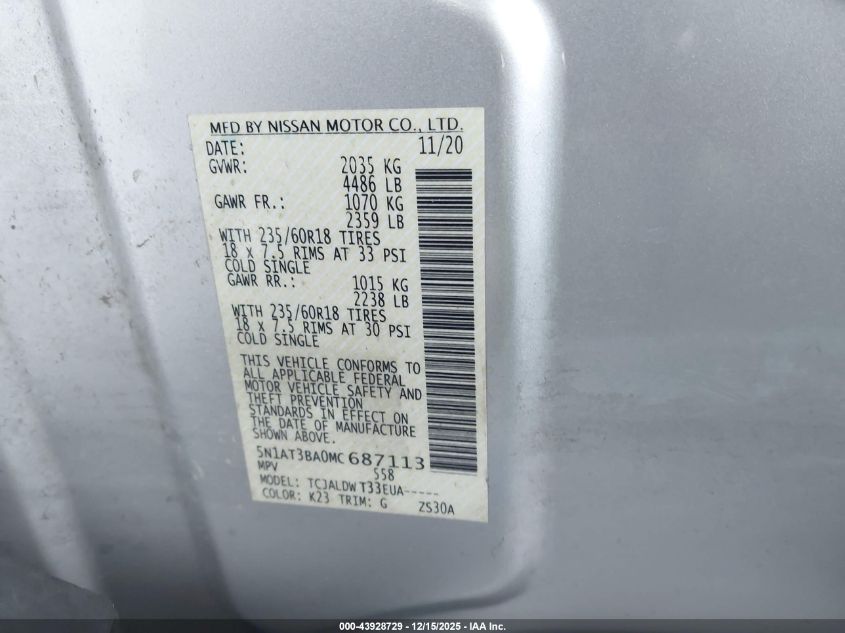 MFD BY NISSAN MOTOR CO., LTD.
DATE: 11/20
GVWR: 2035 KG
4486 LB
GAWR FR.: 1070 KG
2359 LB
WITH 235/60R18 TIRES
18 x 7.5 RIMS AT 33 PSI
COLD SINGLE
GAWR RR.: 1015 KG
2238 LB
WITH 235/60R18 TIRES
18 x 7.5 RIMS AT 30 PSI
COLD SINGLE
THIS VEHICLE CONFORMS TO
ALL APPLICABLE FEDERAL
MOTOR VEHICLE SAFETY AND
THEFT PREVENTION
STANDARDS IN EFFECT ON
THE DATE OF MANUFACTURE
SHOWN ABOVE.
5N1AT3BA0MC687113
MPV 558
MODEL: TCJALDW T33EUA-----
COLOR: K23 TRIM: G ZS30A
000-43928729 - 12/15/2025 - IAA Inc.